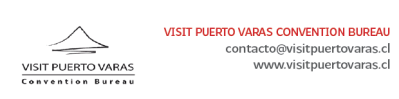 VISIT PUERTO VARAS
Convention Bureau
VISIT PUERTO VARAS CONVENTION BUREAU
contacto@visitpuertovaras.cl
www.visitpuertovaras.cl